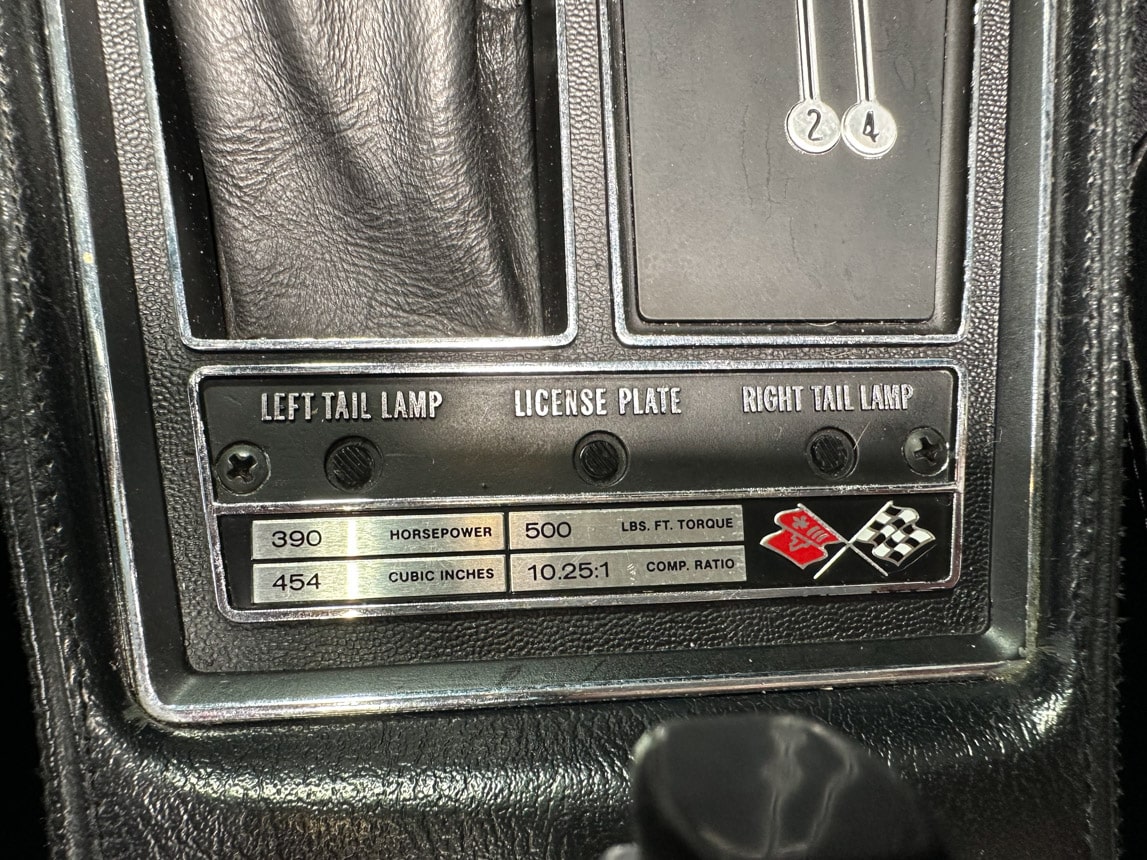 2 4
LEFT TAIL LAMP LICENSE PLATE RIGHT TAIL LAMP
390 HORSEPOWER 500 LBS. FT. TORQUE
454 CUBIC INCHES 10.25:1 COMP. RATIO